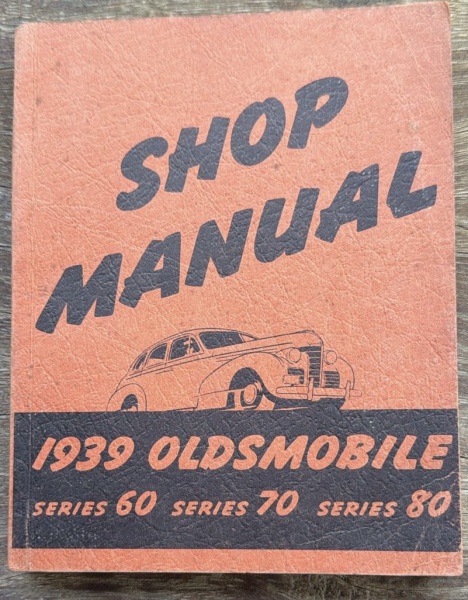 SHOP
MANUAL
1939 OLDSMOBILE
SERIES 60 SERIES 70 SERIES 80